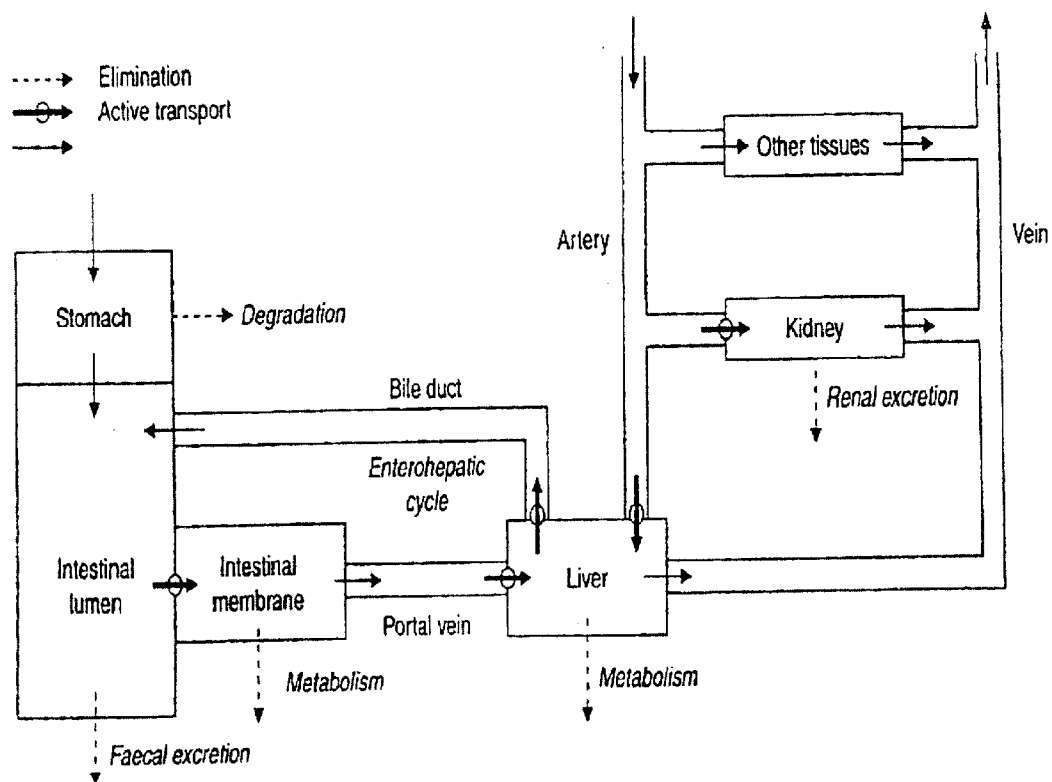 Elimination
Active transport
Other tissues
Artery
Vein
Stomach
Degradation
Kidney
Bile duct
Renal excretion
Enterohepatic
cycle
Intestinal
lumen
Intestinal
membrane
Liver
Portal vein
Metabolism
Metabolism
Faecal excretion